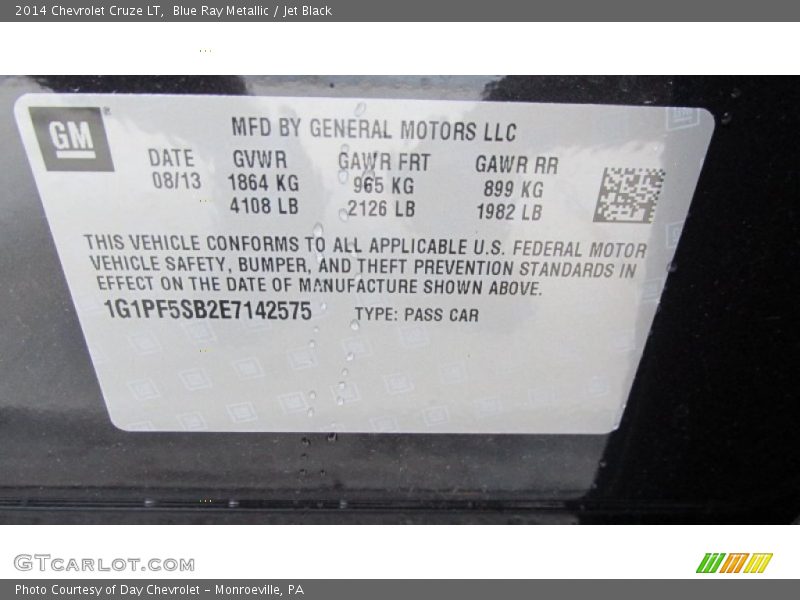 2014 Chevrolet Cruze LT, Blue Ray Metallic / Jet Black
GM
MFD BY GENERAL MOTORS LLC
DATE GVWR GAWR FRT GAWR RR
08/13 1864 KG 965 KG 899 KG
4108 LB 2126 LB 1982 LB
THIS VEHICLE CONFORMS TO ALL APPLICABLE U.S. FEDERAL MOTOR
VEHICLE SAFETY, BUMPER, AND THEFT PREVENTION STANDARDS IN
EFFECT ON THE DATE OF MANUFACTURE SHOWN ABOVE.
1G1PF5SB2E7142575 TYPE: PASS CAR
GTCARLOT.COM
Photo Courtesy of Day Chevrolet - Monroeville, PA